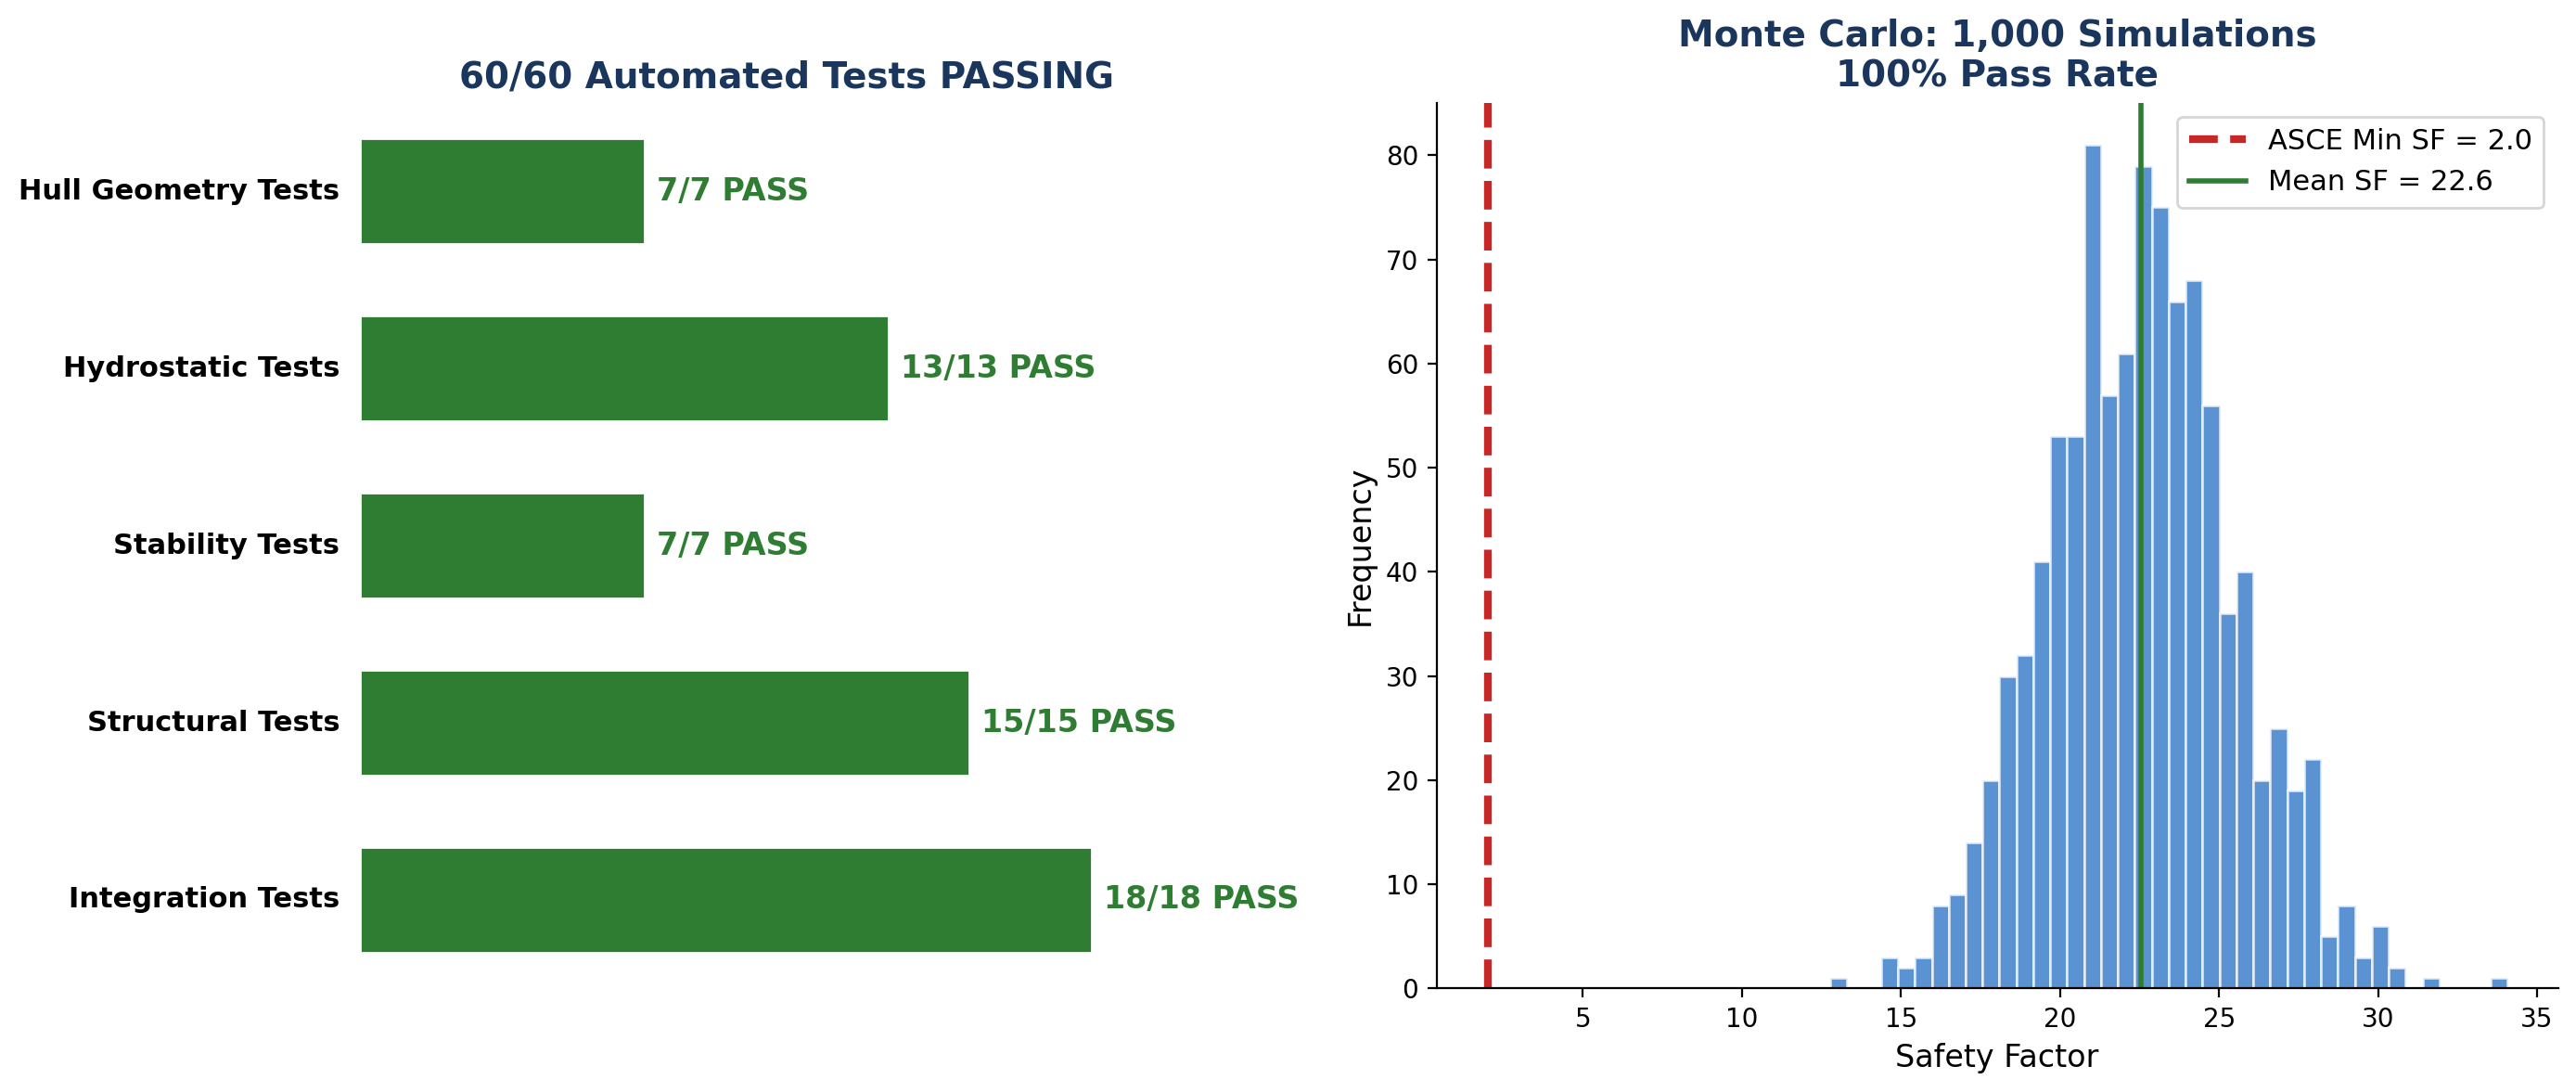 60/60 Automated Tests PASSING
Hull Geometry Tests
7/7 PASS
Hydrostatic Tests
13/13 PASS
Stability Tests
7/7 PASS
Structural Tests
15/15 PASS
Integration Tests
18/18 PASS
Monte Carlo: 1,000 Simulations
100% Pass Rate
ASCE Min SF = 2.0
Mean SF = 22.6
Frequency
80
70
60
50
40
30
20
10
0
5
10
15
20
25
30
35
Safety Factor